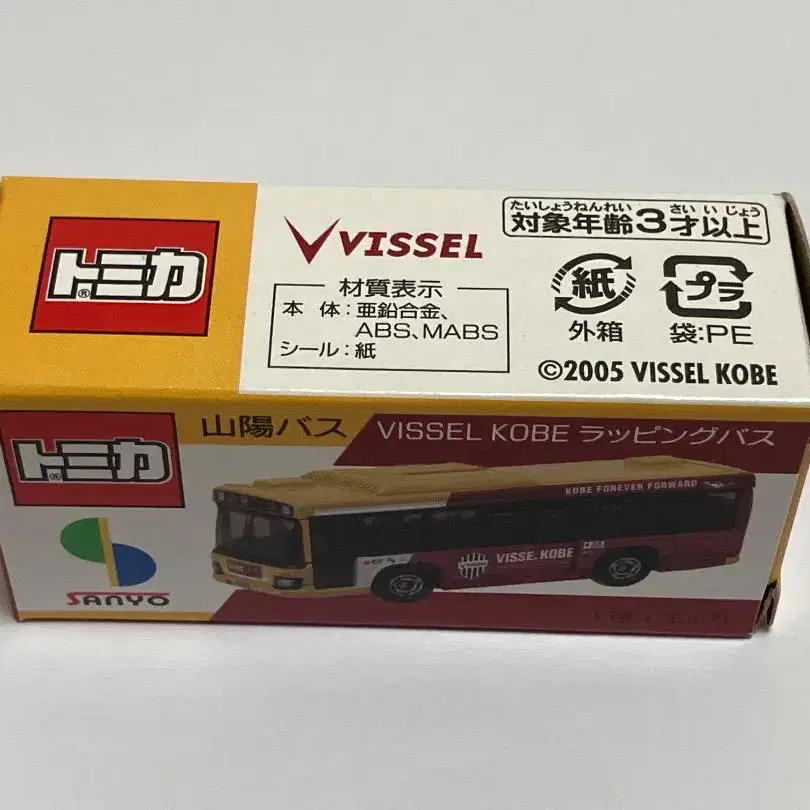 トミカ
VISSEL
材質表示
本 体:亜鉛合金、
ABS、MABS
シール:紙
たいしょうねんれい さい い じょう
対象年齢3才以上
紙
外箱
プラ
袋:PE
©2005 VISSEL KOBE
トミカ
山陽バス
VISSEL KOBE ラッピングバス
SANYO
KOBE FOREVER FORWARD
VISSEL KOBE